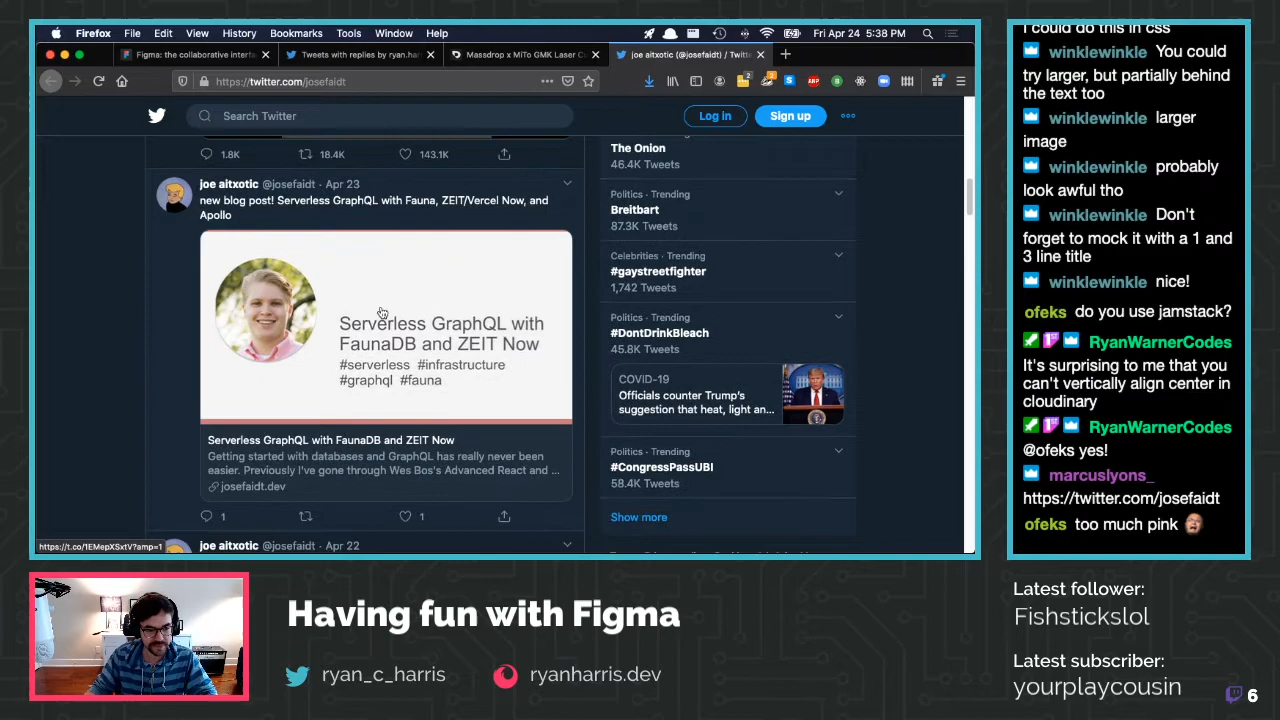 Firefox File Edit View History Bookmarks Tools Window Help
Fri Apr 24 5:38 PM
Figma: the collaborative interfa
Tweets with replies by ryan.har
Massdrop x MiTo GMK Laser Cu
joe aitxotic (@josefaidt) / Twitte
https://twitter.com/josefaidt
Search Twitter
Log in
Sign up
1.8K
18.4K
143.1K
joe aitxotic @josefaidt · Apr 23
new blog post! Serverless GraphQL with Fauna, ZEIT/Vercel Now, and
Apollo
Serverless GraphQL with
FaunaDB and ZEIT Now
#serverless #infrastructure
#graphql #fauna
Serverless GraphQL with FaunaDB and ZEIT Now
Getting started with databases and GraphQL has really never been
easier. Previously I've gone through Wes Bos's Advanced React and ...
josefaidt.dev
1
1
joe aitxotic @josefaidt · Apr 22
https://t.co/1EMepXSxtV?amp=1
The Onion
46.4K Tweets
Politics · Trending
Breitbart
87.3K Tweets
Celebrities · Trending
#gaystreetfighter
1,742 Tweets
Politics · Trending
#DontDrinkBleach
45.8K Tweets
COVID-19
Officials counter Trump's
suggestion that heat, light an...
Politics · Trending
#CongressPassUBI
58.4K Tweets
Show more
I could do this in css
winklewinkle You could
try larger, but partially behind
the text too
winklewinkle larger
image
winklewinkle probably
look awful tho
winklewinkle Don't
forget to mock it with a 1 and
3 line title
winklewinkle nice!
ofeks do you use jamstack?
RyanWarnerCodes
It's surprising to me that you
can't vertically align center in
cloudinary
RyanWarnerCodes
@ofeks yes!
marcuslyons_
https://twitter.com/josefaidt
ofeks too much pink
Having fun with Figma
ryan_c_harris
ryanharris.dev
Latest follower:
Fishstickslol
Latest subscriber:
yourplaycousin
6